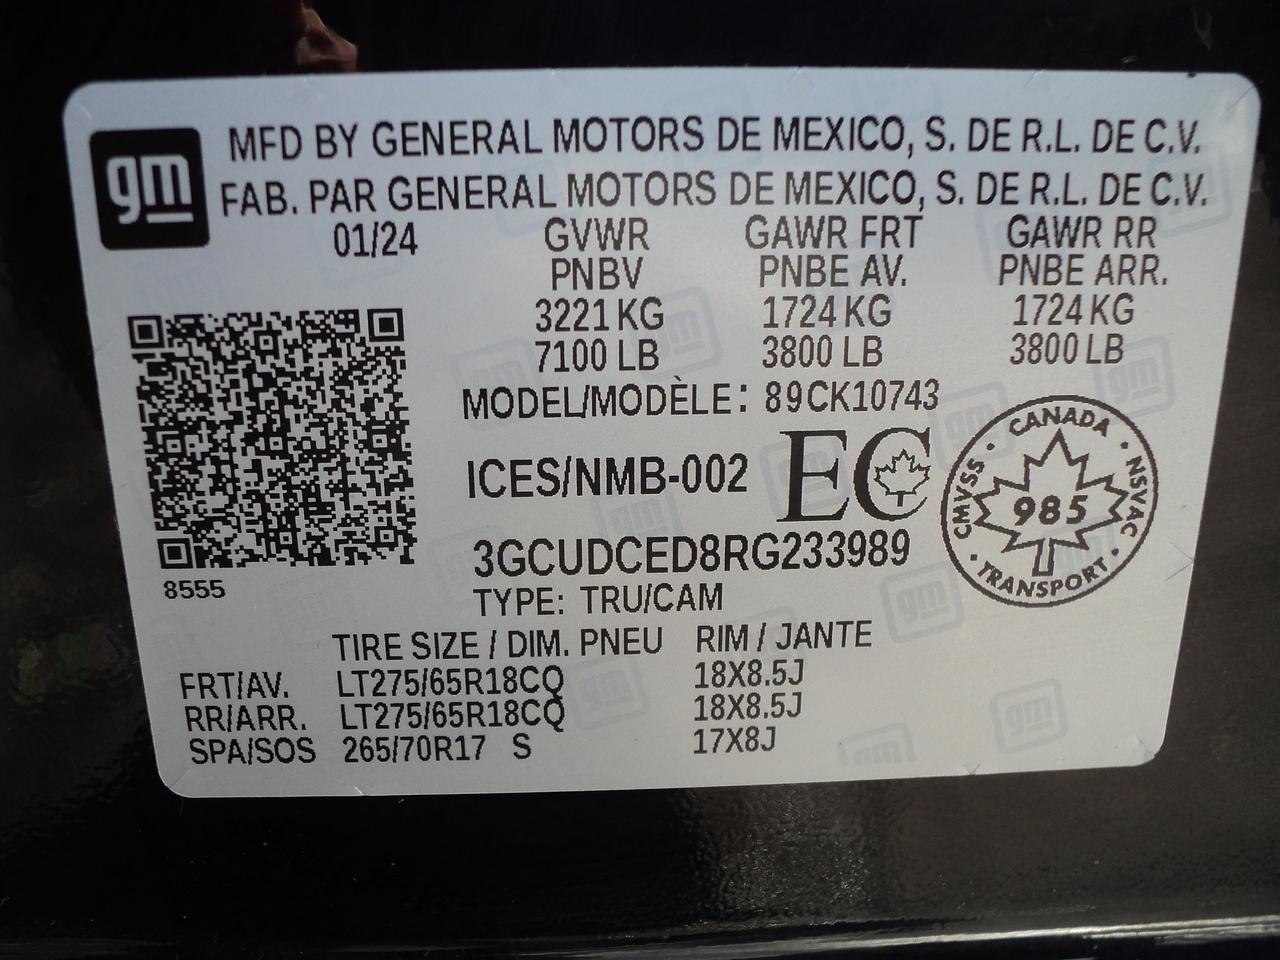 gm
MFD BY GENERAL MOTORS DE MEXICO, S. DE R.L. DE C.V.
FAB. PAR GENERAL MOTORS DE MEXICO, S. DE R.L. DE C.V.
01/24 GVWR GAWR FRT GAWR RR
PNBV PNBE AV. PNBE ARR.
3221 KG 1724 KG 1724 KG
7100 LB 3800 LB 3800 LB
MODEL/MODÈLE: 89CK10743
ICES/NMB-002 EC
CANADA
CMVSS 985 NSVAC
TRANSPORT
3GCUDCED8RG233989
8555
TYPE: TRU/CAM
TIRE SIZE / DIM. PNEU RIM / JANTE
FRT/AV. LT275/65R18CQ 18X8.5J
RR/ARR. LT275/65R18CQ 18X8.5J
SPA/SOS 265/70R17 S 17X8J